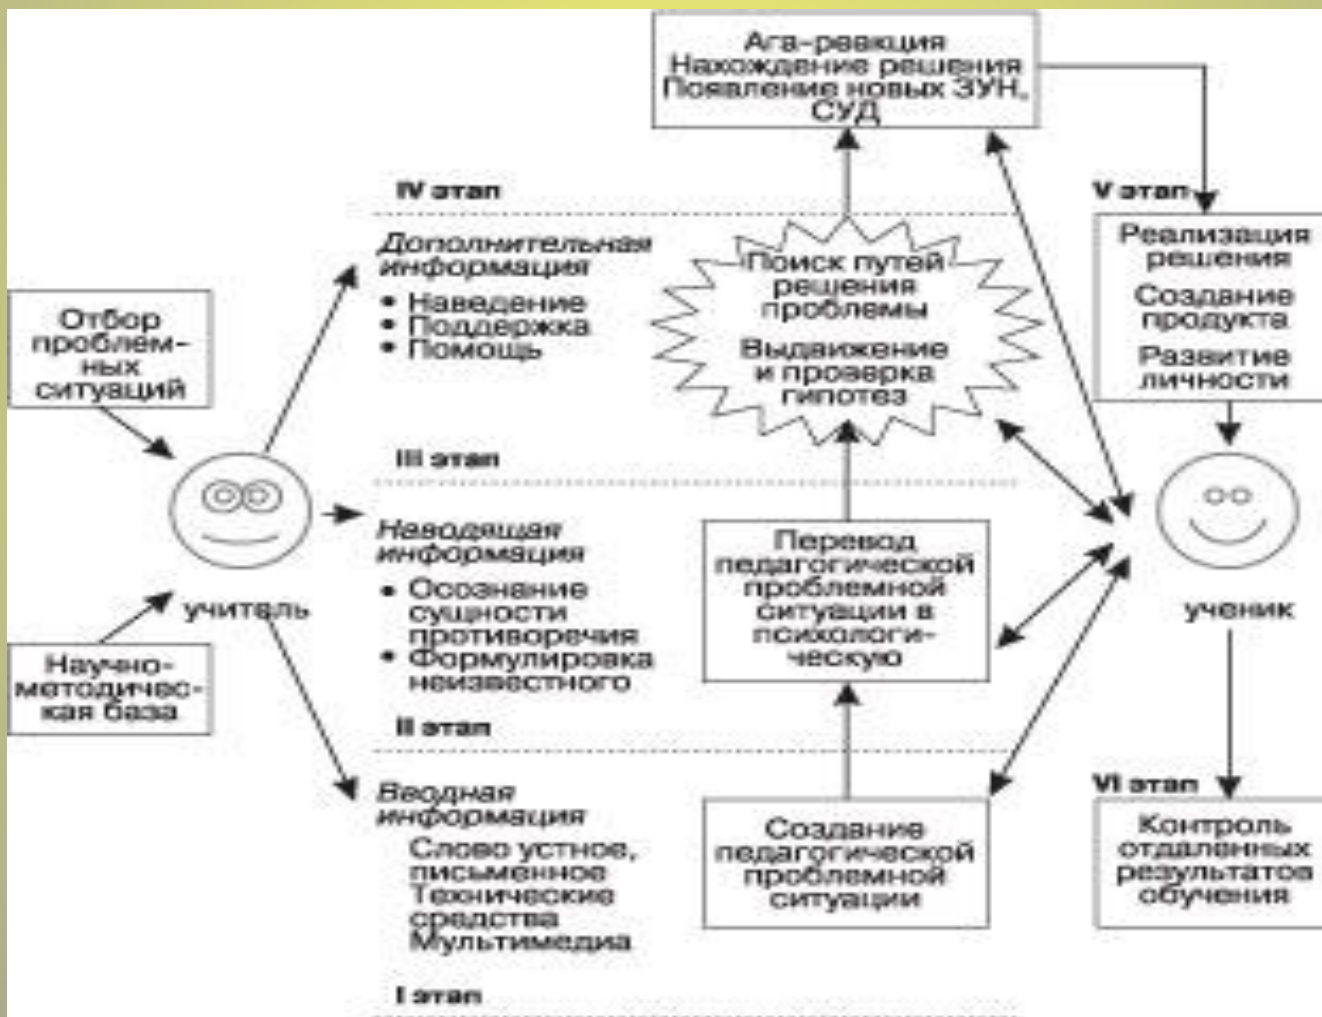 Ага-реакция
Нахождение решения
Появление новых ЗУН,
СУД
IV этап
Дополнительная
информация
• Наведение
• Поддержка
• Помощь
Поиск путей
решения
проблемы
Выдвижение
и проверка
гипотез
V этап
Реализация
решения
Создание
продукта
Развитие
личности
Отбор
проблем-
ных
ситуаций
учитель
Научно-
методичес-
кая база
III этап
Наводящая
информация
• Осознание
сущности
противоречия
• Формулировка
неизвестного
Перевод
педагогической
проблемной
ситуации в
психологи-
ческую
ученик
II этап
Вводная
информация
Слово устное,
письменное
Технические
средства
Мультимедиа
Создание
педагогической
проблемной
ситуации
VI этап
Контроль
отдаленных
результатов
обучения
I этап